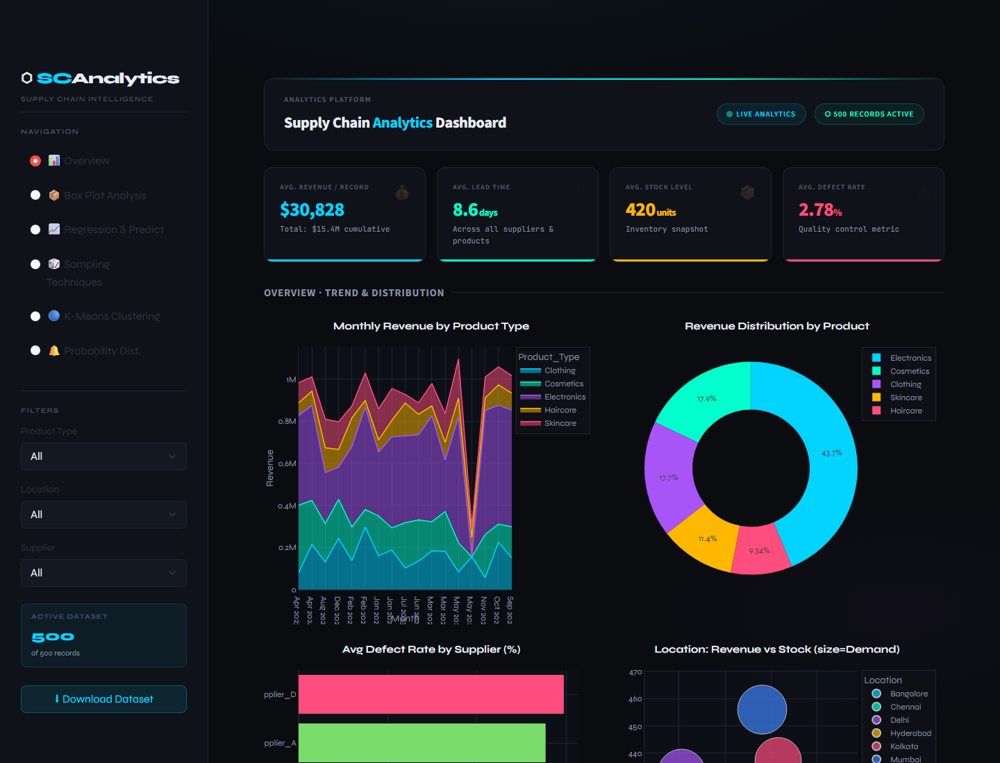 SCAnalytics
SUPPLY CHAIN INTELLIGENCE
NAVIGATION
Overview
Box Plot Analysis
Regression & Predict
Sampling
Techniques
K-Means Clustering
Probability Dist.
FILTERS
Product Type
All
Location
All
Supplier
All
ACTIVE DATASET
500
of 500 records
⬇ Download Dataset
ANALYTICS PLATFORM
Supply Chain Analytics Dashboard
LIVE ANALYTICS
500 RECORDS ACTIVE
AVG. REVENUE / RECORD
$30,828
Total: $15.4M cumulative
AVG. LEAD TIME
8.6 days
Across all suppliers &
products
AVG. STOCK LEVEL
420 units
Inventory snapshot
AVG. DEFECT RATE
2.78%
Quality control metric
OVERVIEW · TREND & DISTRIBUTION
Monthly Revenue by Product Type
Revenue
1M
0.8M
0.6M
0.4M
0.2M
0
Apr 202
Apr 202
Aug 202
Dec 202
Feb 202
Feb 202
Jan 202
Jan 202
Jul 202
Jun 202
Mar 202
Mar 202
May 20
May 20
Nov 202
Oct 202
Sep 202
Month
Product_Type
Clothing
Cosmetics
Electronics
Haircare
Skincare
Revenue Distribution by Product
43.7%
17.9%
17.7%
11.4%
9.34%
Electronics
Cosmetics
Clothing
Skincare
Haircare
Avg Defect Rate by Supplier (%)
pplier_D
pplier_A
Location: Revenue vs Stock (size=Demand)
470
460
450
440
Location
Bangalore
Chennai
Delhi
Hyderabad
Kolkata
Mumbai